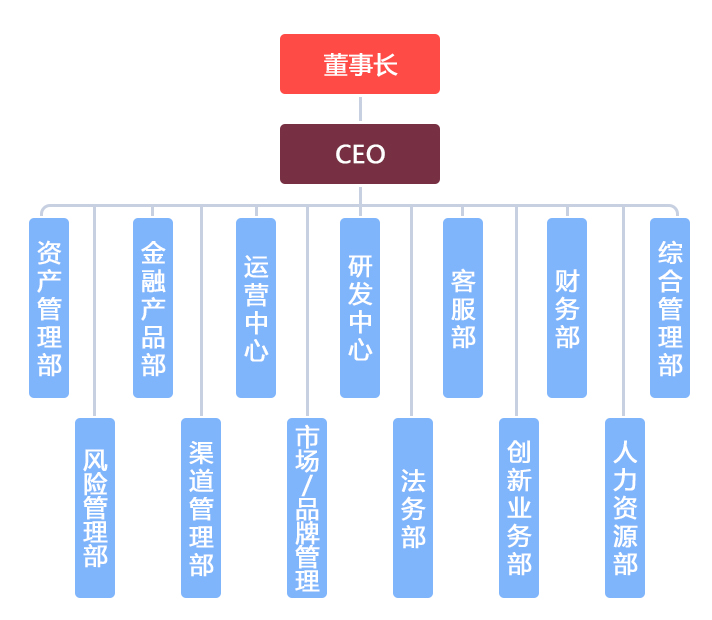 董事长
CEO
资产管理部
金融产品部
运营中心
研发中心
客服部
财务部
综合管理部
风险管理部
渠道管理部
市场/品牌管理
法务部
创新业务部
人力资源部